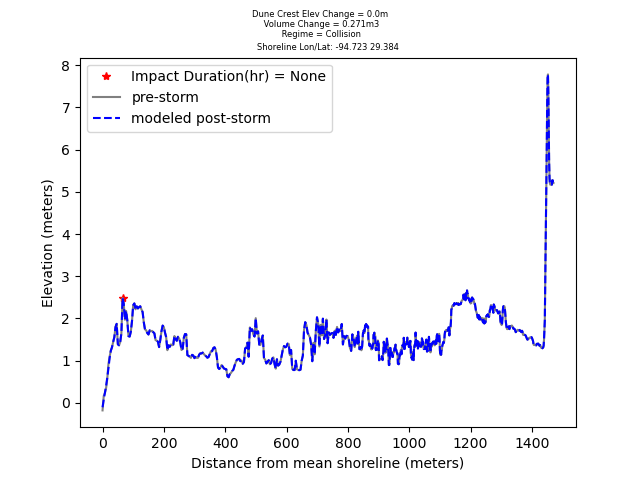 Dune Crest Elev Change = 0.0m
Volume Change = 0.271m3
Regime = Collision
Shoreline Lon/Lat: -94.723 29.384
Impact Duration(hr) = None
pre-storm
modeled post-storm
8
7
6
5
4
3
2
1
0
Elevation (meters)
0 200 400 600 800 1000 1200 1400
Distance from mean shoreline (meters)